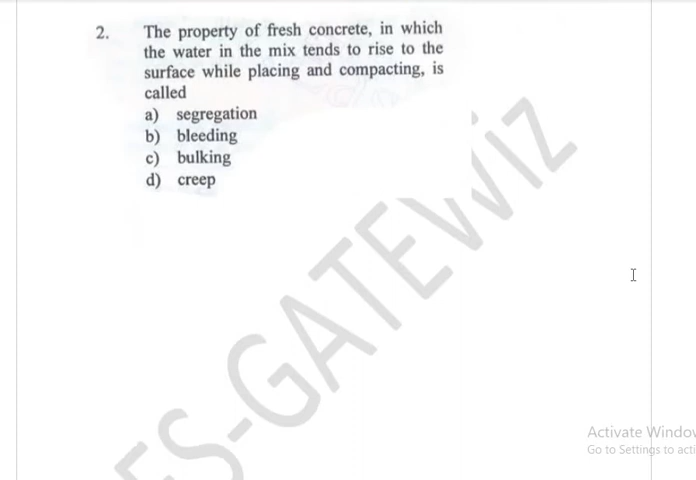 2. The property of fresh concrete, in which
the water in the mix tends to rise to the
surface while placing and compacting, is
called
a) segregation
b) bleeding
c) bulking
d) creep
ES-GATEWIZ
Activate Window
Go to Settings to acti